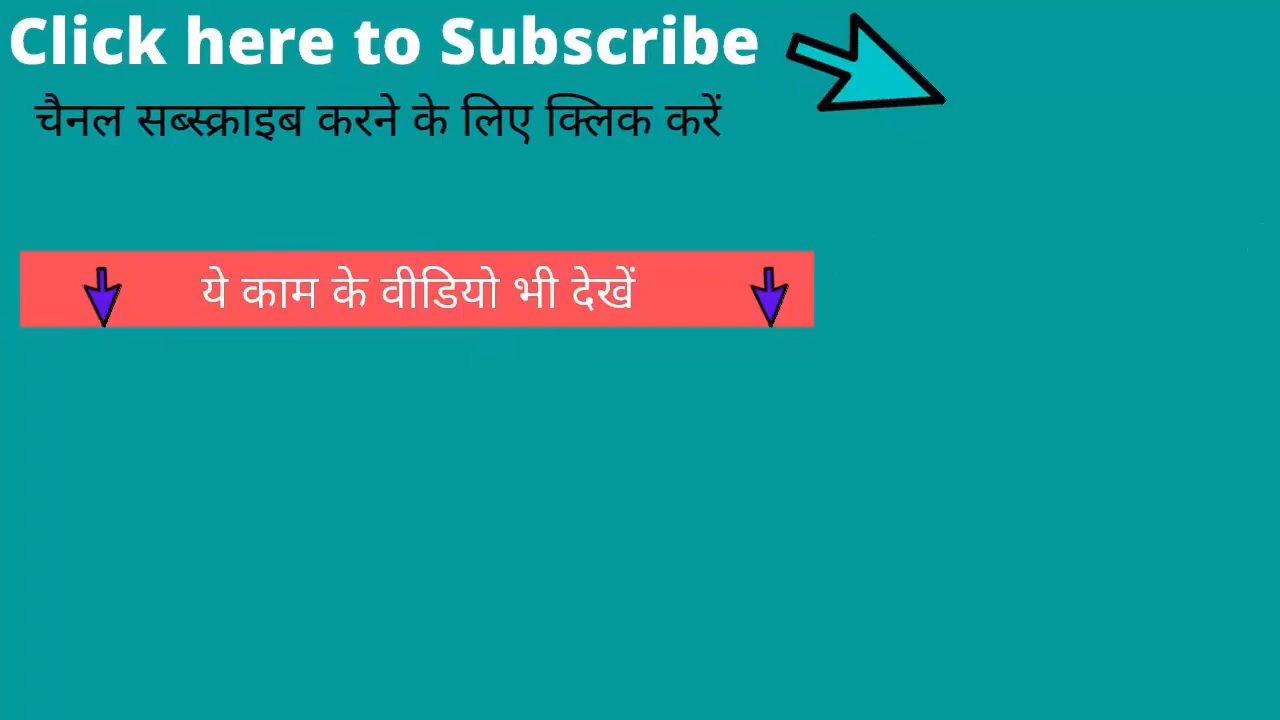 Click here to Subscribe
चैनल सब्स्क्राइब करने के लिए क्लिक करें
ये काम के वीडियो भी देखें